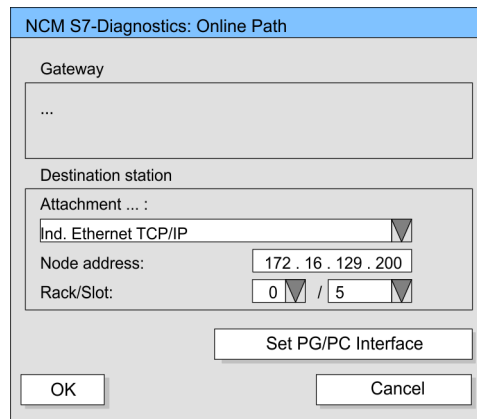 NCM S7-Diagnostics: Online Path
Gateway
...
Destination station
Attachment ... :
Ind. Ethernet TCP/IP
Node address: 172 . 16 . 129 . 200
Rack/Slot: 0 / 5
Set PG/PC Interface
OK Cancel